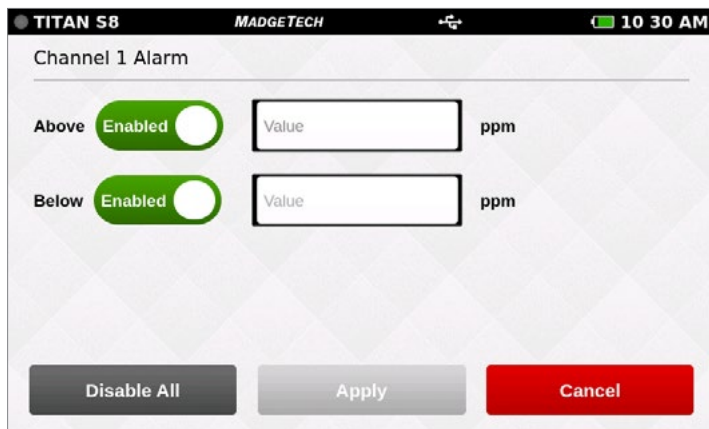 TITAN S8 MADGETECH 10 30 AM
Channel 1 Alarm
Above Enabled Value ppm
Below Enabled Value ppm
Disable All Apply Cancel